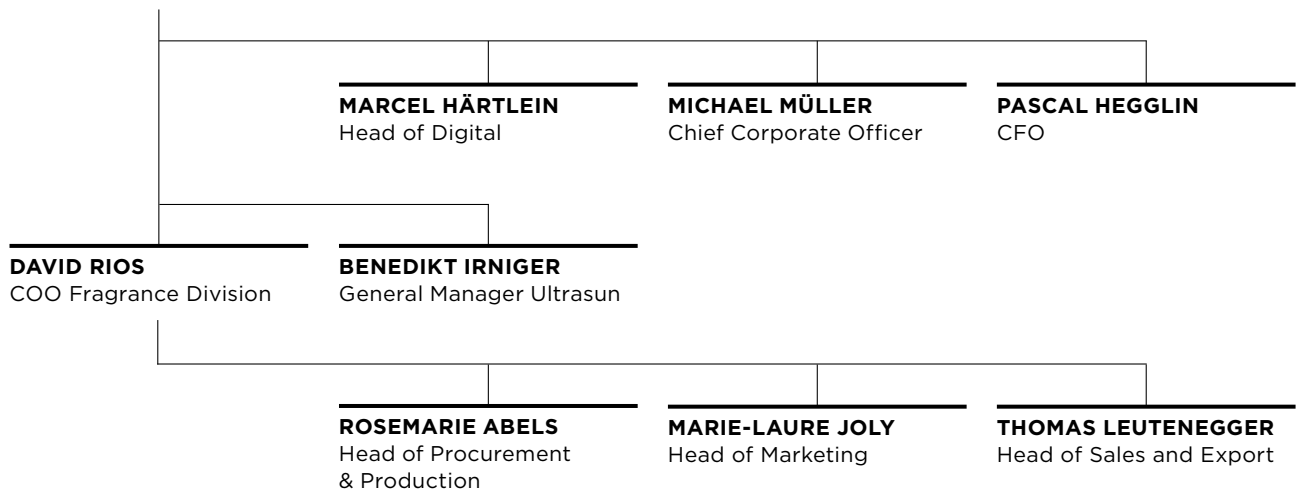 MARCEL HÄRTLEIN
Head of Digital
MICHAEL MÜLLER
Chief Corporate Officer
PASCAL HEGGLIN
CFO
DAVID RIOS
COO Fragrance Division
BENEDIKT IRNIGER
General Manager Ultrasun
ROSEMARIE ABELS
Head of Procurement
& Production
MARIE-LAURE JOLY
Head of Marketing
THOMAS LEUTENEGGER
Head of Sales and Export